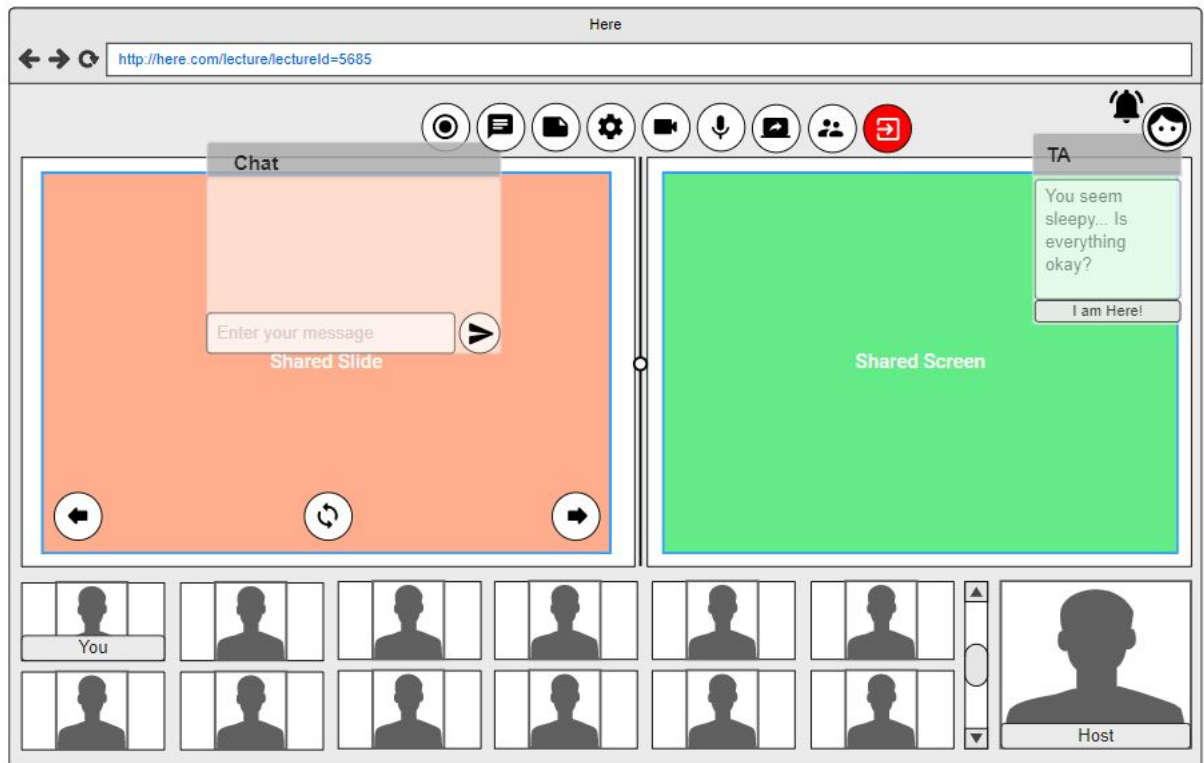 Here
http://here.com/lecture/lectureId=5685
Chat
Enter your message
Shared Slide
TA
You seem
sleepy... Is
everything
okay?
I am Here!
Shared Screen
You
Host